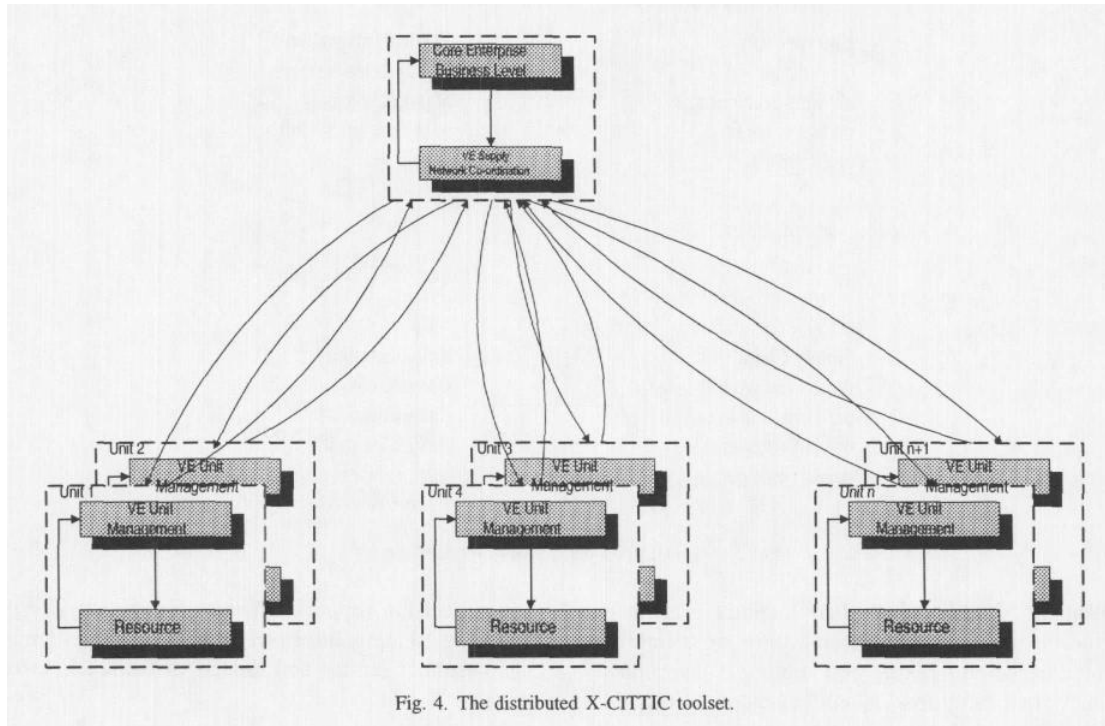 Core Enterprise
Business Level
VE Supply
Network Co-ordination
Unit 2
VE Unit
Management
Unit 1
VE Unit
Management
Resource
Unit 3
VE Unit
Management
Unit 4
VE Unit
Management
Resource
Unit n+1
VE Unit
Management
Unit n
VE Unit
Management
Resource
Fig. 4. The distributed X-CITTIC toolset.